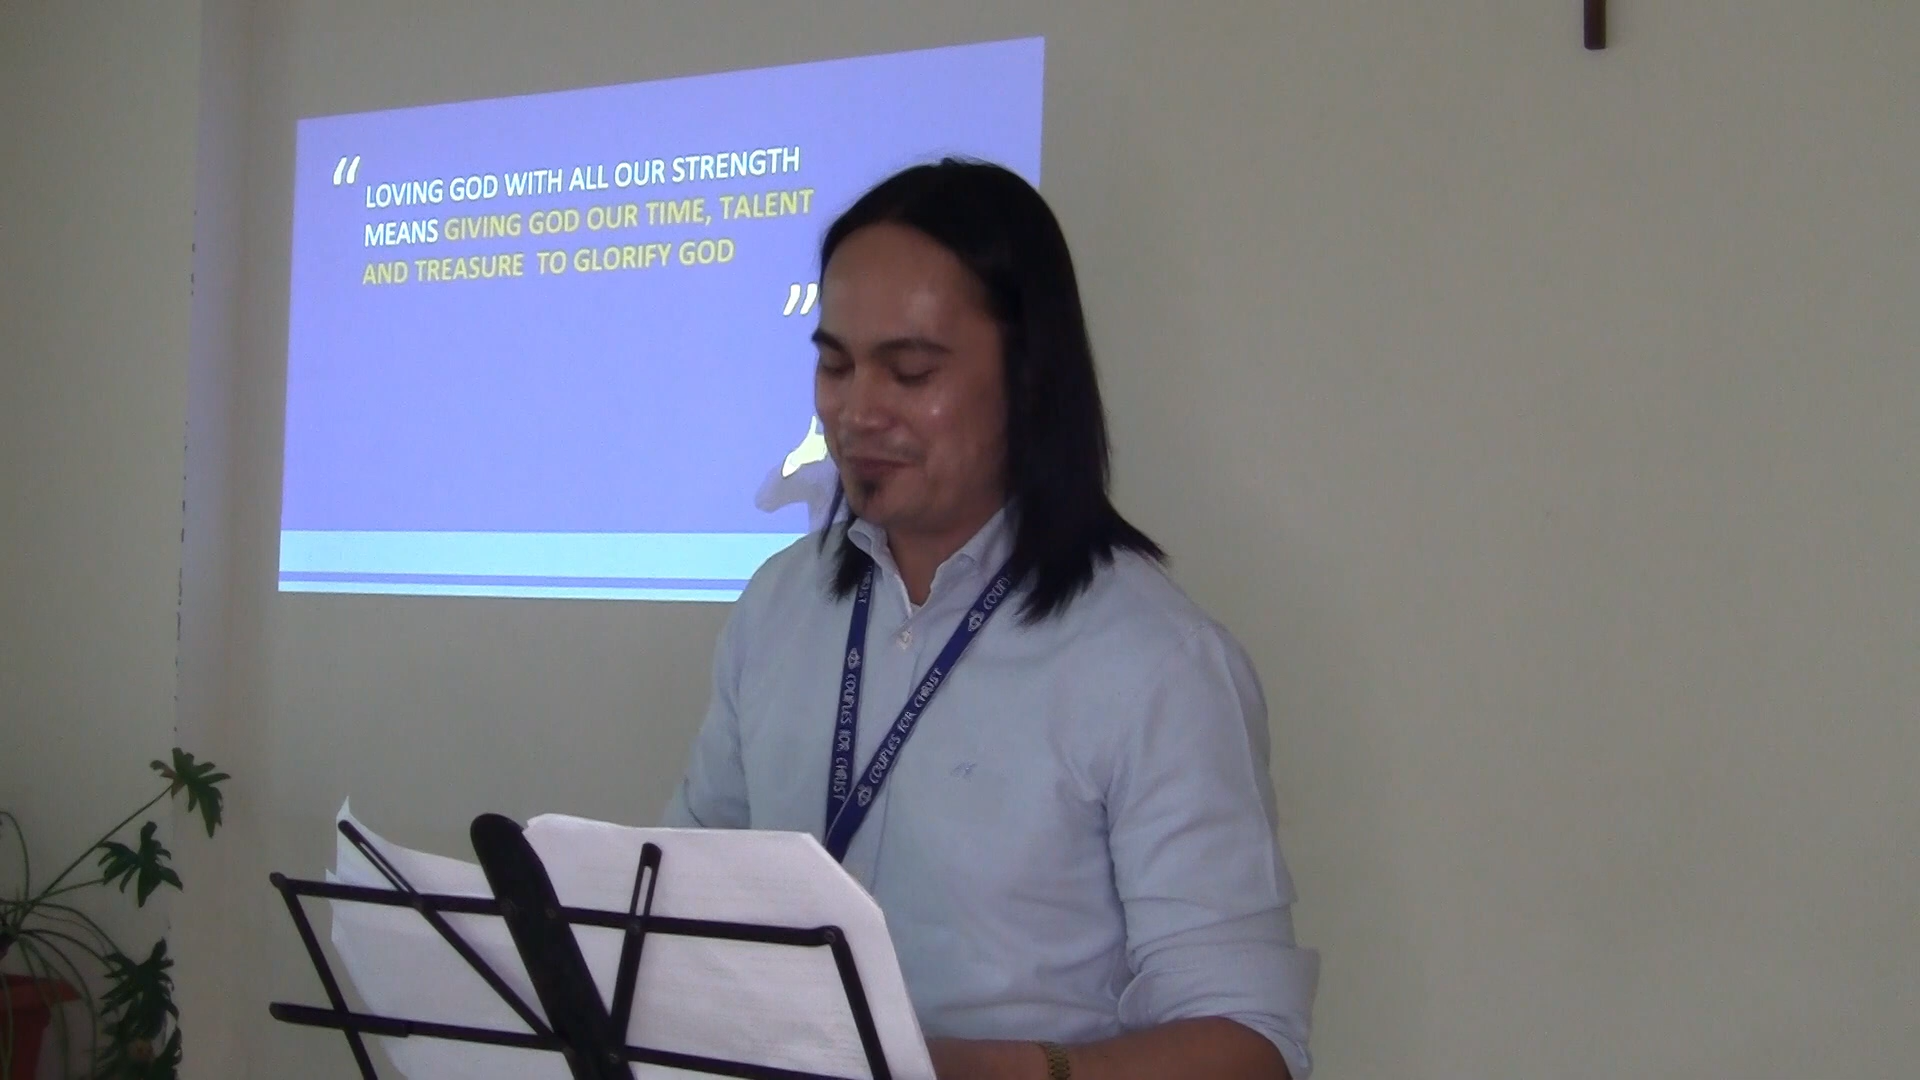 “ LOVING GOD WITH ALL OUR STRENGTH
MEANS GIVING GOD OUR TIME, TALENT
AND TREASURE TO GLORIFY GOD
”
COUPLES FOR CHRIST
COUPLES FOR CHRIST